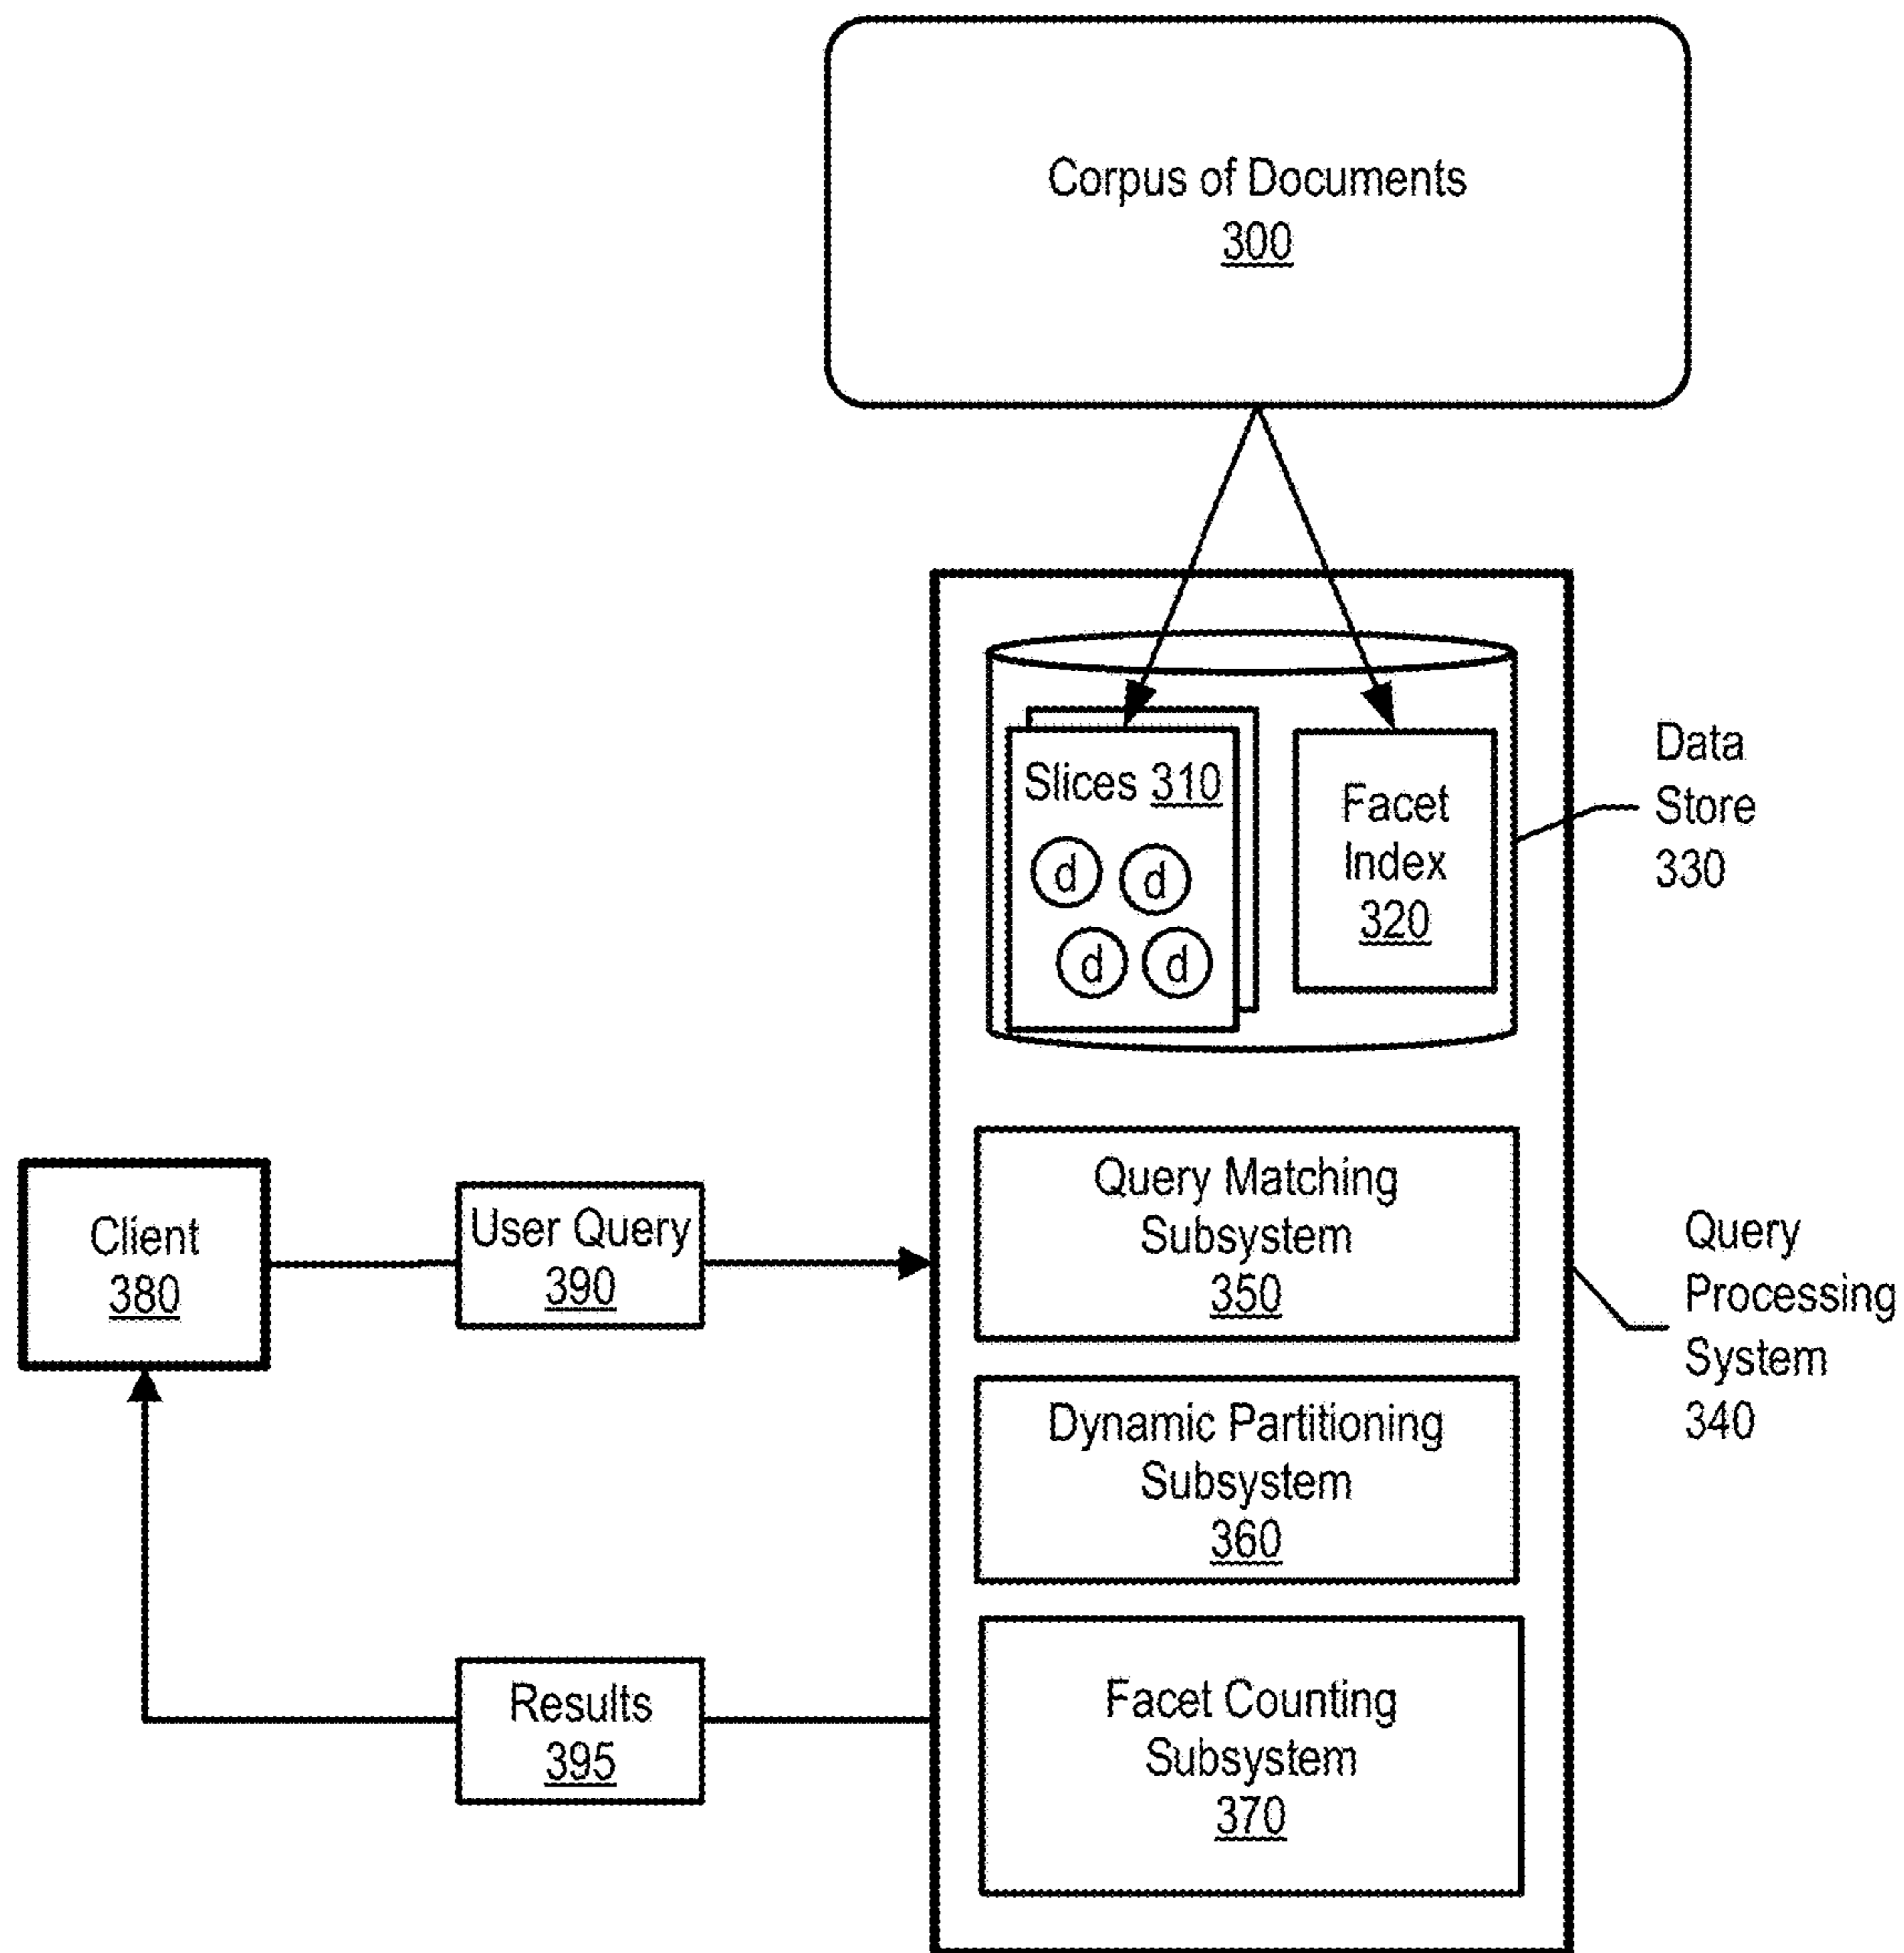 Corpus of Documents
300
Slices 310
d
d
d
d
Facet
Index
320
Data
Store
330
Query Matching
Subsystem
350
Client
380
User Query
390
Query
Processing
System
340
Dynamic Partitioning
Subsystem
360
Results
395
Facet Counting
Subsystem
370